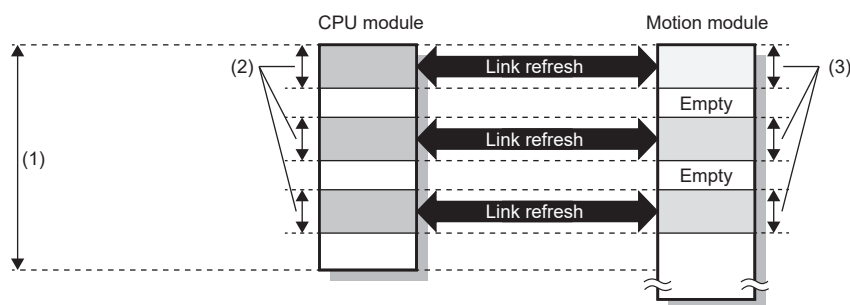 CPU module
Motion module
(2)
Link refresh
(3)
Empty
(1)
Link refresh
Empty
Link refresh